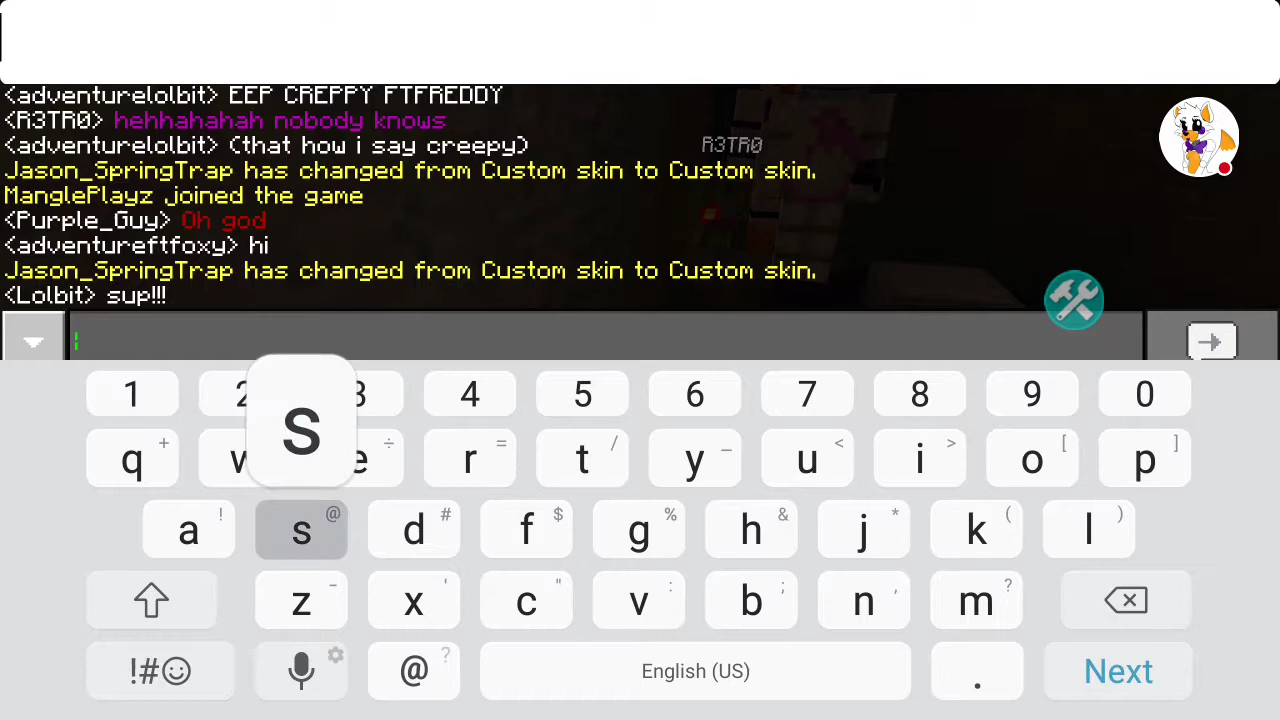 <adventurelolbit> EEP CREPPY FTFREDDY
<R3TR0> hehhahahah nobody knows
<adventurelolbit> (that how i say creepy)
R3TR0
Jason_SpringTrap has changed from Custom skin to Custom skin.
ManglePlayz joined the game
<Purple_Guy> Oh god
<adventureftfoxy> hi
Jason_SpringTrap has changed from Custom skin to Custom skin.
<Lolbit> sup!!!
s
1 2 3 4 5 6 7 8 9 0
q + w e ÷ r = t / y _ u < i > o [ p ]
a ! s @ d # f $ g % h & j * k ( l )
z - x ' c " v : b ; n , m ?
!#☺ @ ? English (US) . Next